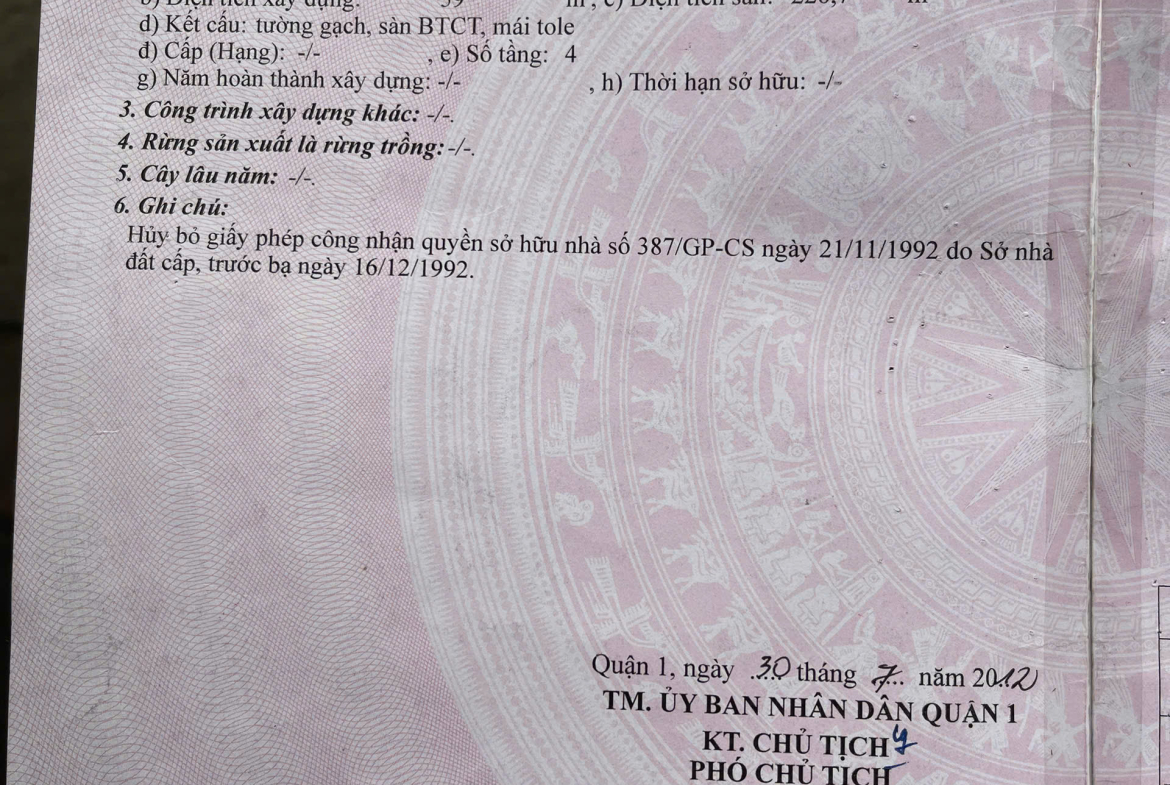 d) Kết cấu: tường gạch, sàn BTCT, mái tole
đ) Cấp (Hạng): -/- , e) Số tầng: 4
g) Năm hoàn thành xây dựng: -/- , h) Thời hạn sở hữu: -/-
3. Công trình xây dựng khác: -/-.
4. Rừng sản xuất là rừng trồng: -/-.
5. Cây lâu năm: -/-.
6. Ghi chú:
Hủy bỏ giấy phép công nhận quyền sở hữu nhà số 387/GP-CS ngày 21/11/1992 do Sở nhà
đất cấp, trước bạ ngày 16/12/1992.
Quận 1, ngày 30 tháng 7 năm 2012
TM. ỦY BAN NHÂN DÂN QUẬN 1
KT. CHỦ TỊCH
PHÓ CHỦ TỊCH